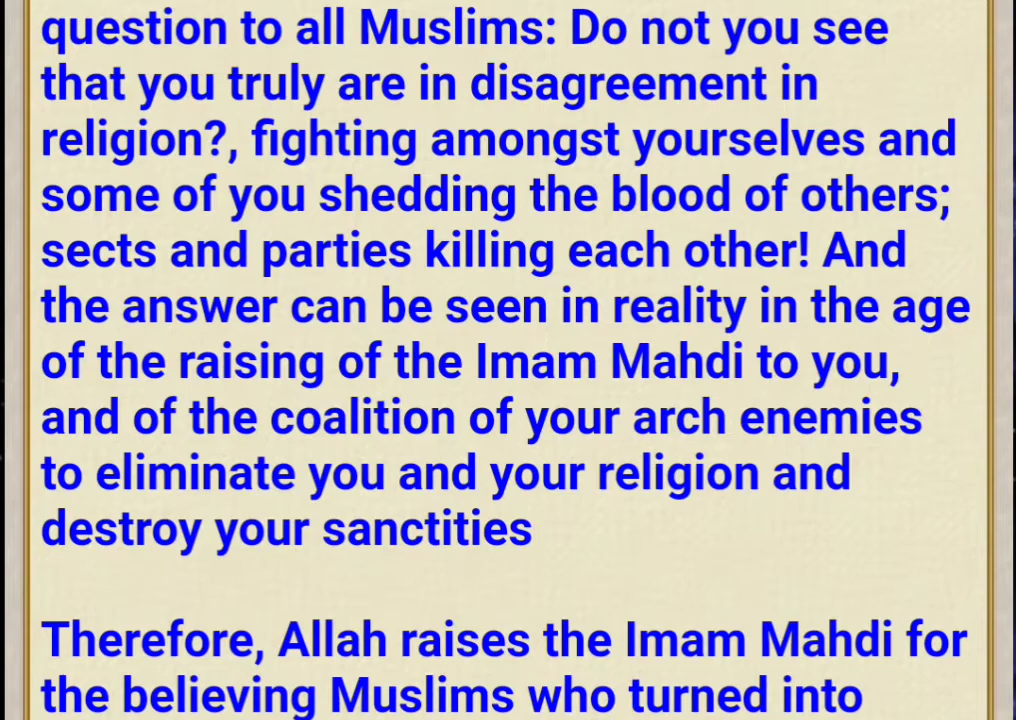 question to all Muslims: Do not you see
that you truly are in disagreement in
religion?, fighting amongst yourselves and
some of you shedding the blood of others;
sects and parties killing each other! And
the answer can be seen in reality in the age
of the raising of the Imam Mahdi to you,
and of the coalition of your arch enemies
to eliminate you and your religion and
destroy your sanctities
Therefore, Allah raises the Imam Mahdi for
the believing Muslims who turned into